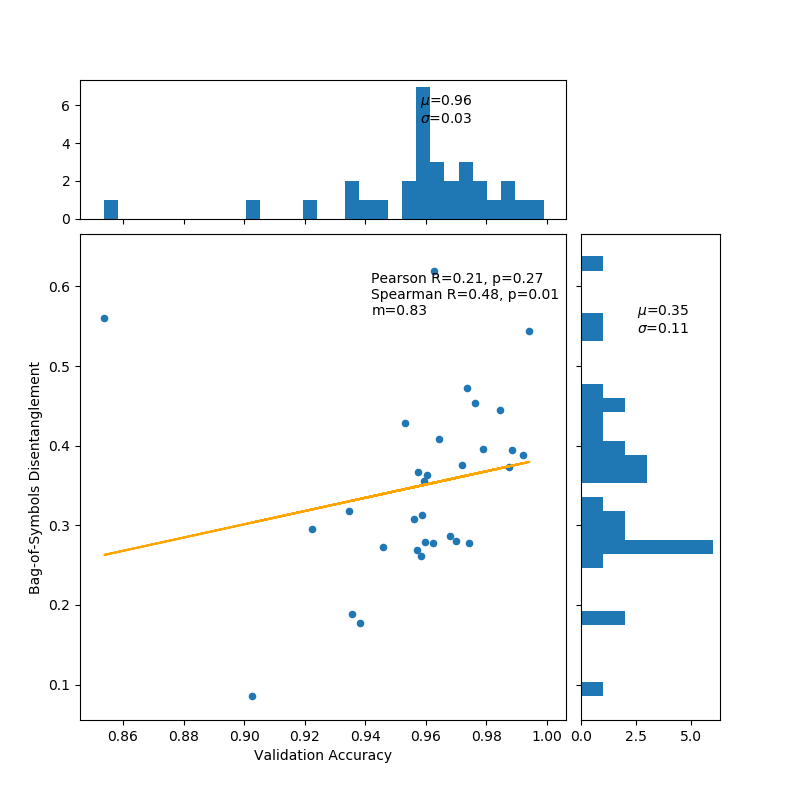 6
4
2
0
μ=0.96
σ=0.03
Pearson R=0.21, p=0.27
Spearman R=0.48, p=0.01
m=0.83
0.6
0.5
0.4
0.3
0.2
0.1
Bag-of-Symbols Disentanglement
0.86 0.88 0.90 0.92 0.94 0.96 0.98 1.00
Validation Accuracy
μ=0.35
σ=0.11
0.0 2.5 5.0